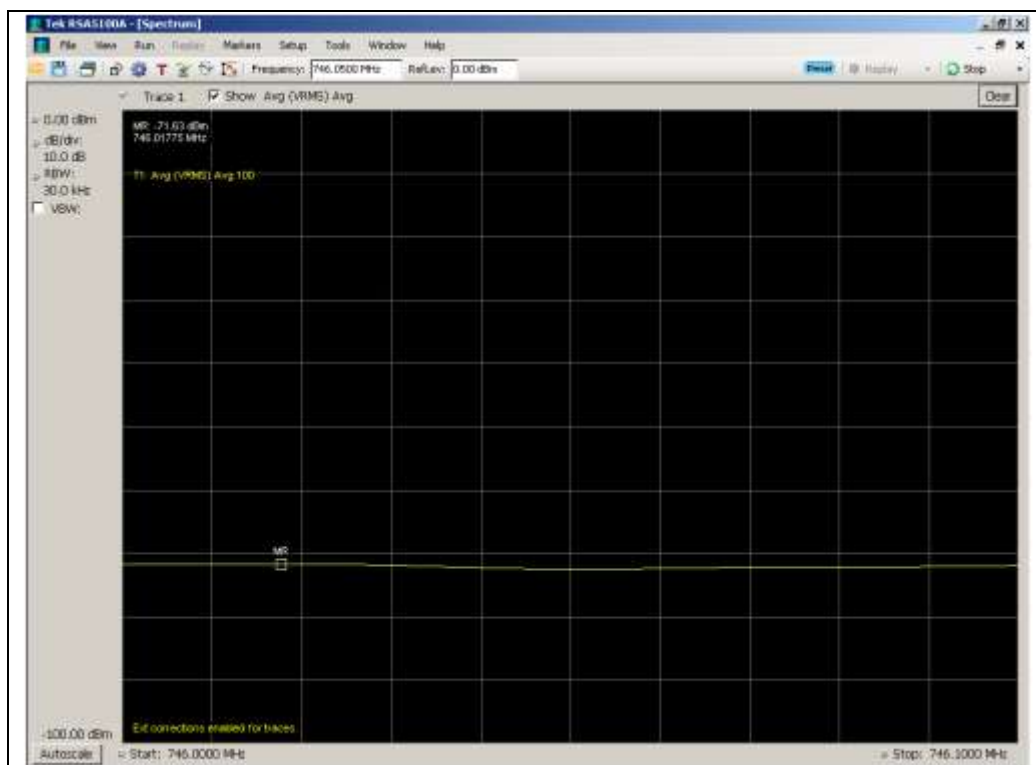 Tek RSA5100A - [Spectrum]
File View Run Replay Markers Setup Tools Window Help
Frequency: 746.0500 MHz RefLev: 0.00 dBm Preset Replay Stop
Trace 1 Show Avg (VRMS) Avg Clear
0.00 dBm
dB/div:
10.0 dB
RBW:
30.0 kHz
VBW:
MR: -71.63 dBm
746.01775 MHz
T1: Avg (VRMS) Avg:100
MR
Ext corrections enabled for traces
-100.00 dBm
Autoscale Start: 746.0000 MHz Stop: 746.1000 MHz